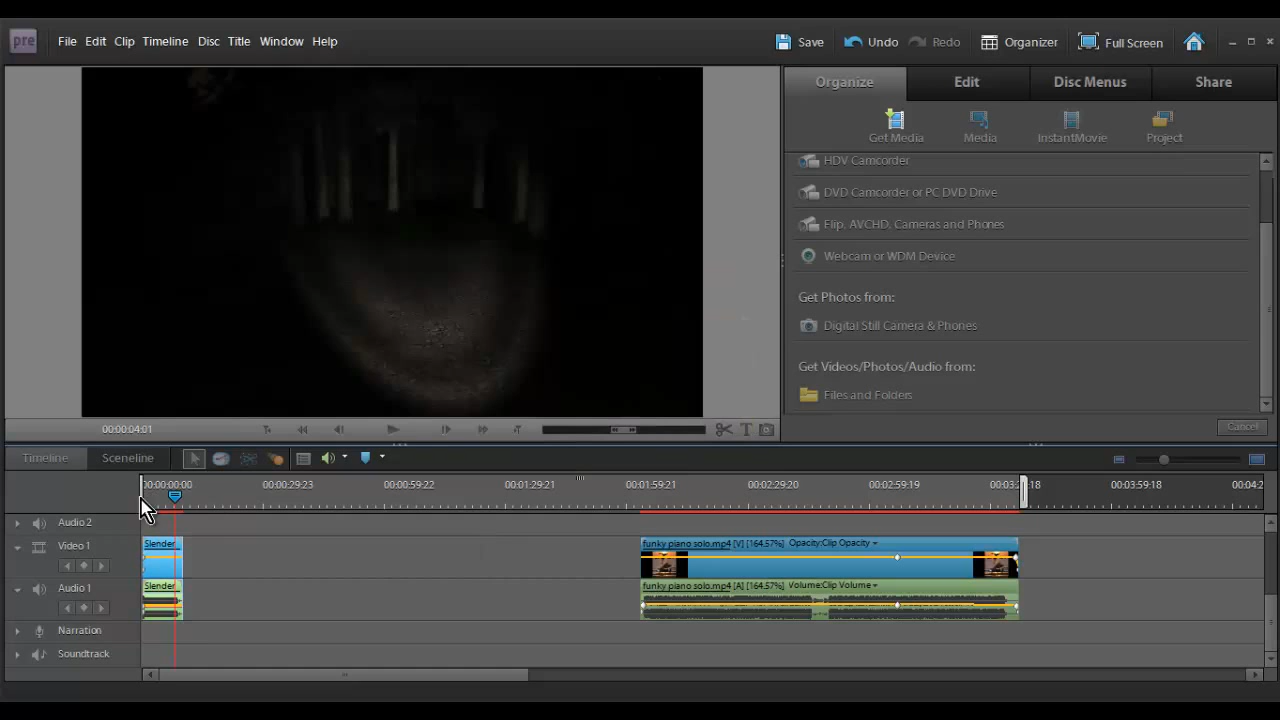 pre File Edit Clip Timeline Disc Title Window Help Save Undo Redo Organizer Full Screen
Organize Edit Disc Menus Share
Get Media Media InstantMovie Project
HDV Camcorder
DVD Camcorder or PC DVD Drive
Flip, AVCHD, Cameras and Phones
Webcam or WDM Device
Get Photos from:
Digital Still Camera & Phones
Get Videos/Photos/Audio from:
Files and Folders
Cancel
00:00:04:01
Timeline Sceneline
00:00:00:00 00:00:29:23 00:00:59:22 00:01:29:21 00:01:59:21 00:02:29:20 00:02:59:19 00:03:59:18
Audio 2
Video 1 Slender funky piano solo.mp4 [V] [164.57%] Opacity:Clip Opacity
Audio 1 Slender funky piano solo.mp4 [A] [164.57%] Volume:Clip Volume
Narration
Soundtrack